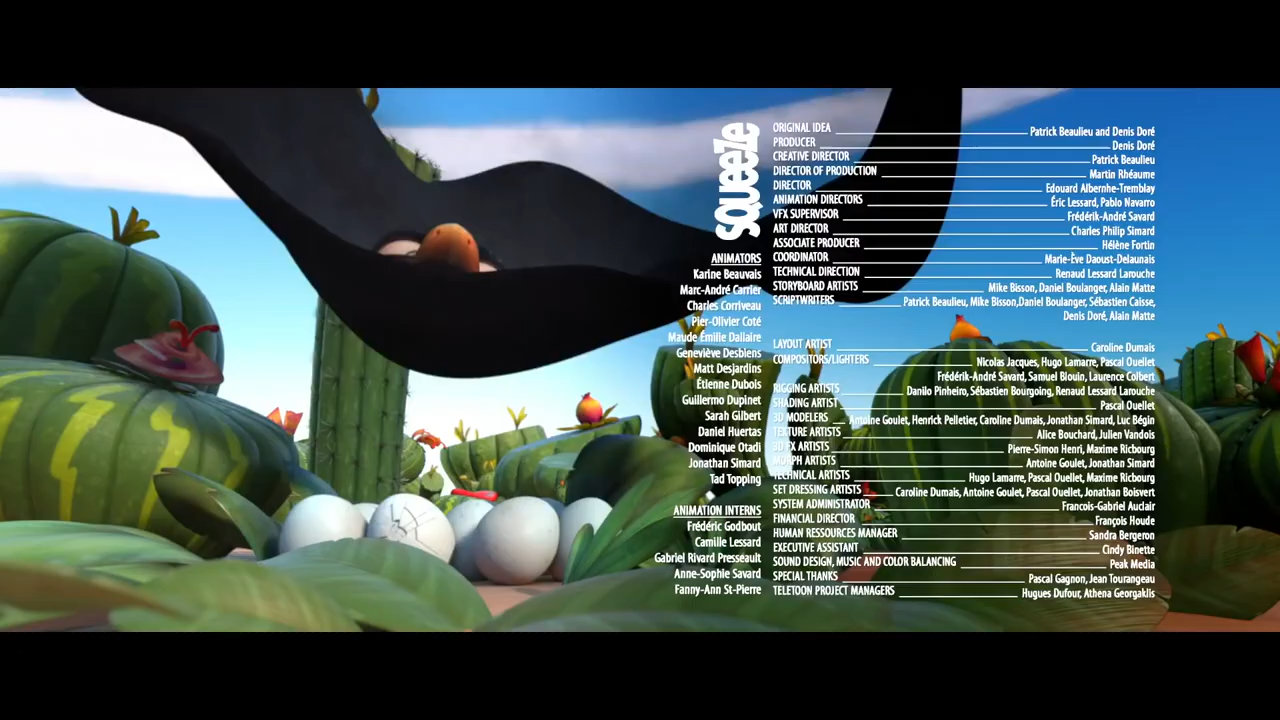 squeeze
ANIMATORS
Karine Beauvais
Marc-André Carrier
Charles Corriveau
Pier-Olivier Coté
Maude Émilie Dallaire
Geneviève Desbiens
Matt Desjardins
Étienne Dubois
Guillermo Dupinet
Sarah Gilbert
Daniel Huertas
Dominique Otadi
Jonathan Simard
Tad Topping
ANIMATION INTERNS
Frédéric Godbout
Camille Lessard
Gabriel Rivard Presseault
Anne-Sophie Savard
Fanny-Ann St-Pierre
ORIGINAL IDEA Patrick Beaulieu and Denis Doré
PRODUCER Denis Doré
CREATIVE DIRECTOR Patrick Beaulieu
DIRECTOR OF PRODUCTION Martin Rhéaume
DIRECTOR Edouard Albernhe-Tremblay
ANIMATION DIRECTORS Éric Lessard, Pablo Navarro
VFX SUPERVISOR Frédérik-André Savard
ART DIRECTOR Charles Philip Simard
ASSOCIATE PRODUCER Hélène Fortin
COORDINATOR Marie-Ève Daoust-Delaunais
TECHNICAL DIRECTION Renaud Lessard Larouche
STORYBOARD ARTISTS Mike Bisson, Daniel Boulanger, Alain Matte
SCRIPTWRITERS Patrick Beaulieu, Mike Bisson,Daniel Boulanger, Sébastien Caisse,
Denis Doré, Alain Matte
LAYOUT ARTIST Caroline Dumais
COMPOSITORS/LIGHTERS Nicolas Jacques, Hugo Lamarre, Pascal Ouellet
Frédérik-André Savard, Samuel Blouin, Laurence Colbert
RIGGING ARTISTS Danilo Pinheiro, Sébastien Bourgoing, Renaud Lessard Larouche
SHADING ARTIST Pascal Ouellet
3D MODELERS Antoine Goulet, Henrick Pelletier, Caroline Dumais, Jonathan Simard, Luc Bégin
TEXTURE ARTISTS Alice Bouchard, Julien Vandois
3D FX ARTISTS Pierre-Simon Henri, Maxime Ricbourg
MORPH ARTISTS Antoine Goulet, Jonathan Simard
TECHNICAL ARTISTS Hugo Lamarre, Pascal Ouellet, Maxime Ricbourg
SET DRESSING ARTISTS Caroline Dumais, Antoine Goulet, Pascal Ouellet, Jonathan Boisvert
SYSTEM ADMINISTRATOR Francois-Gabriel Auclair
FINANCIAL DIRECTOR François Houde
HUMAN RESSOURCES MANAGER Sandra Bergeron
EXECUTIVE ASSISTANT Cindy Binette
SOUND DESIGN, MUSIC AND COLOR BALANCING Peak Media
SPECIAL THANKS Pascal Gagnon, Jean Tourangeau
TELETOON PROJECT MANAGERS Hugues Dufour, Athena Georgaklis